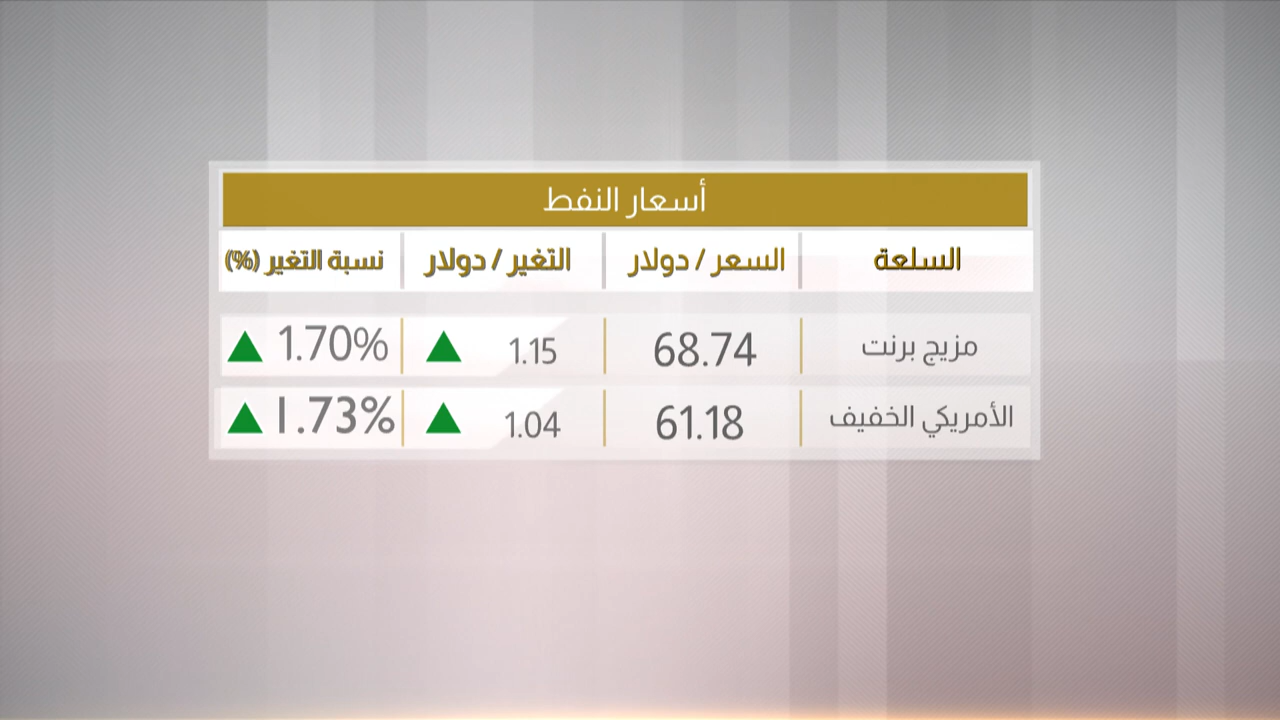 أسعار النفط
السلعة السعر / دولار التغير / دولار نسبة التغير (%)
مزيج برنت 68.74 1.15 1.70%
الأمريكي الخفيف 61.18 1.04 1.73%